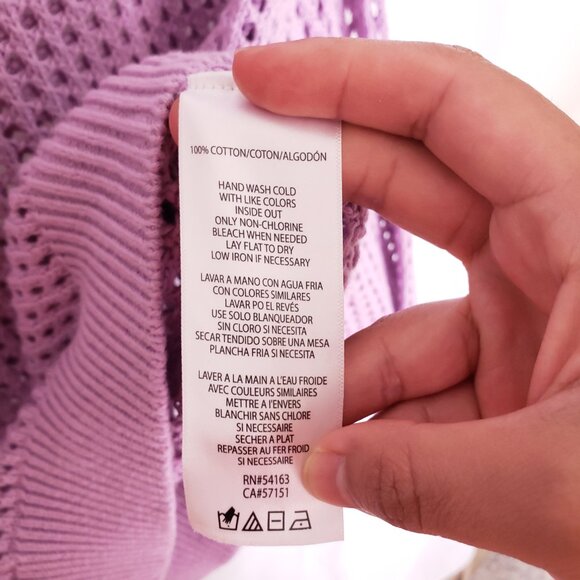 100% COTTON/COTON/ALGODÓN
HAND WASH COLD
WITH LIKE COLORS
INSIDE OUT
ONLY NON-CHLORINE
BLEACH WHEN NEEDED
LAY FLAT TO DRY
LOW IRON IF NECESSARY
LAVAR A MANO CON AGUA FRIA
CON COLORES SIMILARES
LAVAR PO EL REVÉS
USE SOLO BLANQUEADOR
SIN CLORO SI NECESITA
SECAR TENDIDO SOBRE UNA MESA
PLANCHA FRIA SI NECESITA
LAVER A LA MAIN A L'EAU FROIDE
AVEC COULEURS SIMILAIRES
METTRE A l'ENVERS
BLANCHIR SANS CHLORE
SI NECESSAIRE
SECHER A PLAT
REPASSER AU FER FROID
SI NECESSAIRE
RN#54163
CA#57151